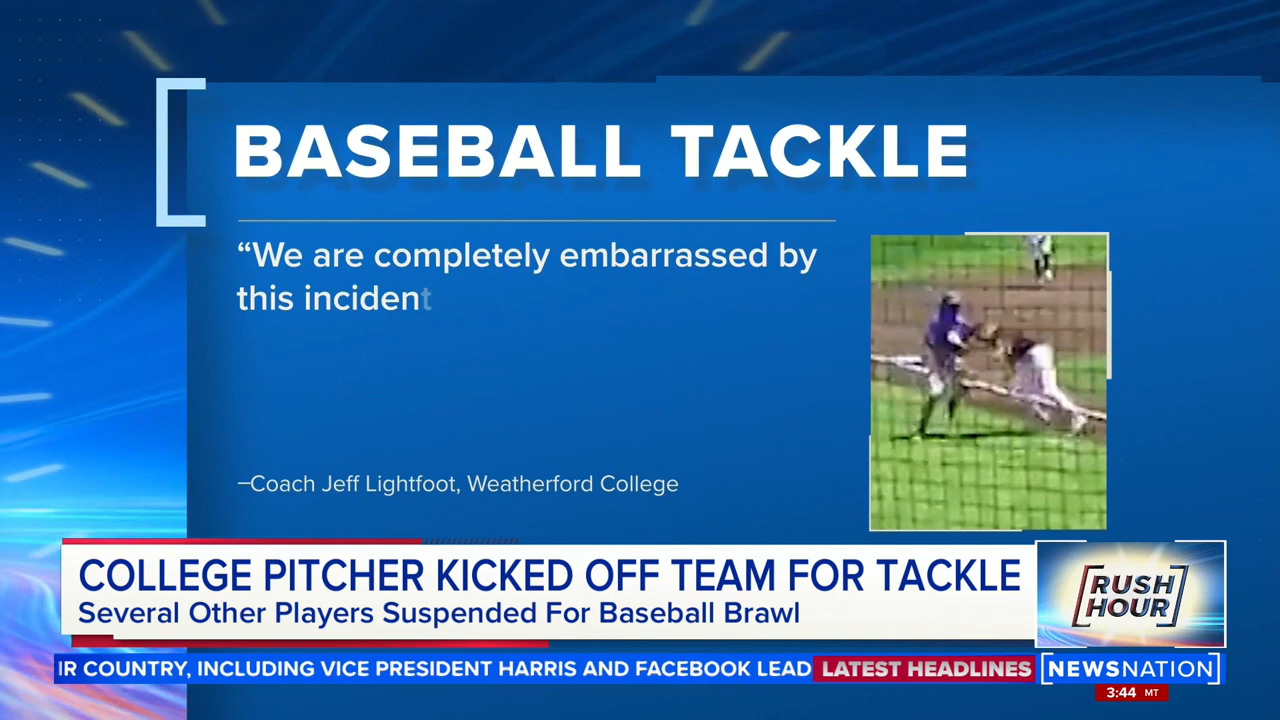 BASEBALL TACKLE
“We are completely embarrassed by
this incident
—Coach Jeff Lightfoot, Weatherford College
COLLEGE PITCHER KICKED OFF TEAM FOR TACKLE
Several Other Players Suspended For Baseball Brawl
RUSH
HOUR
IR COUNTRY, INCLUDING VICE PRESIDENT HARRIS AND FACEBOOK LEAD
LATEST HEADLINES
NEWSNATION
3:44 MT